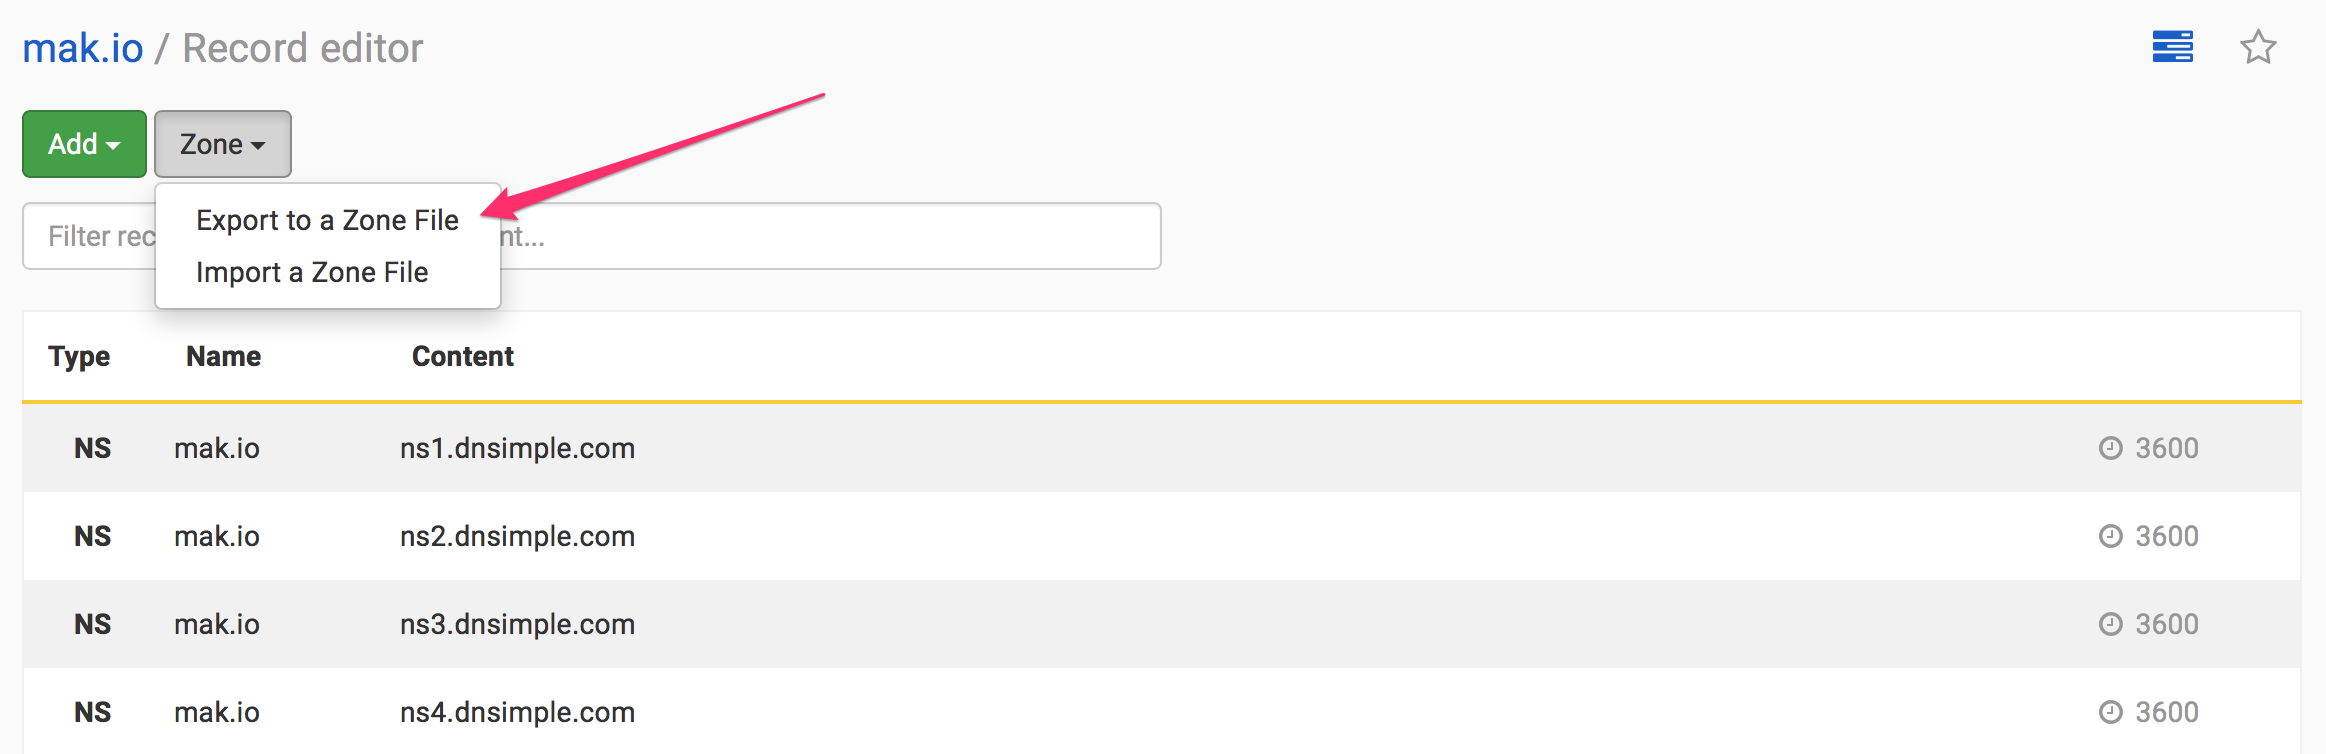 mak.io / Record editor
Add Zone
Export to a Zone File
Filter rec nt...
Import a Zone File
Type Name Content
NS mak.io ns1.dnsimple.com 3600
NS mak.io ns2.dnsimple.com 3600
NS mak.io ns3.dnsimple.com 3600
NS mak.io ns4.dnsimple.com 3600